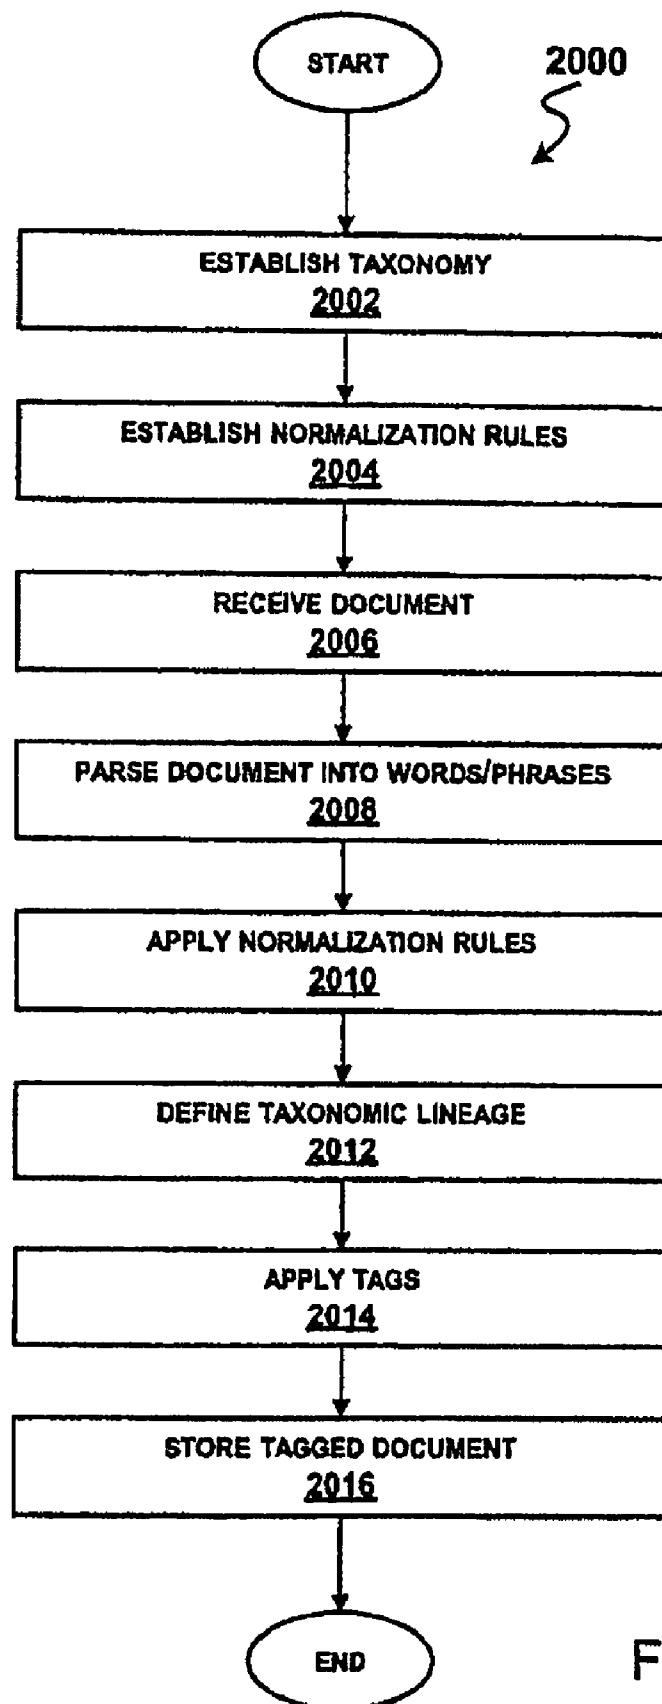 START
2000
ESTABLISH TAXONOMY
2002
ESTABLISH NORMALIZATION RULES
2004
RECEIVE DOCUMENT
2006
PARSE DOCUMENT INTO WORDS/PHRASES
2008
APPLY NORMALIZATION RULES
2010
DEFINE TAXONOMIC LINEAGE
2012
APPLY TAGS
2014
STORE TAGGED DOCUMENT
2016
END
F